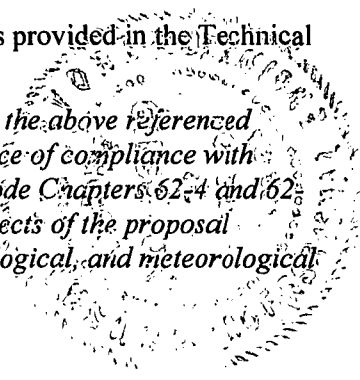 s provided in the Technical
the above referenced
ce of compliance with
ode Chapters 62-4 and 62-
ects of the proposal
ogical, and meteorological